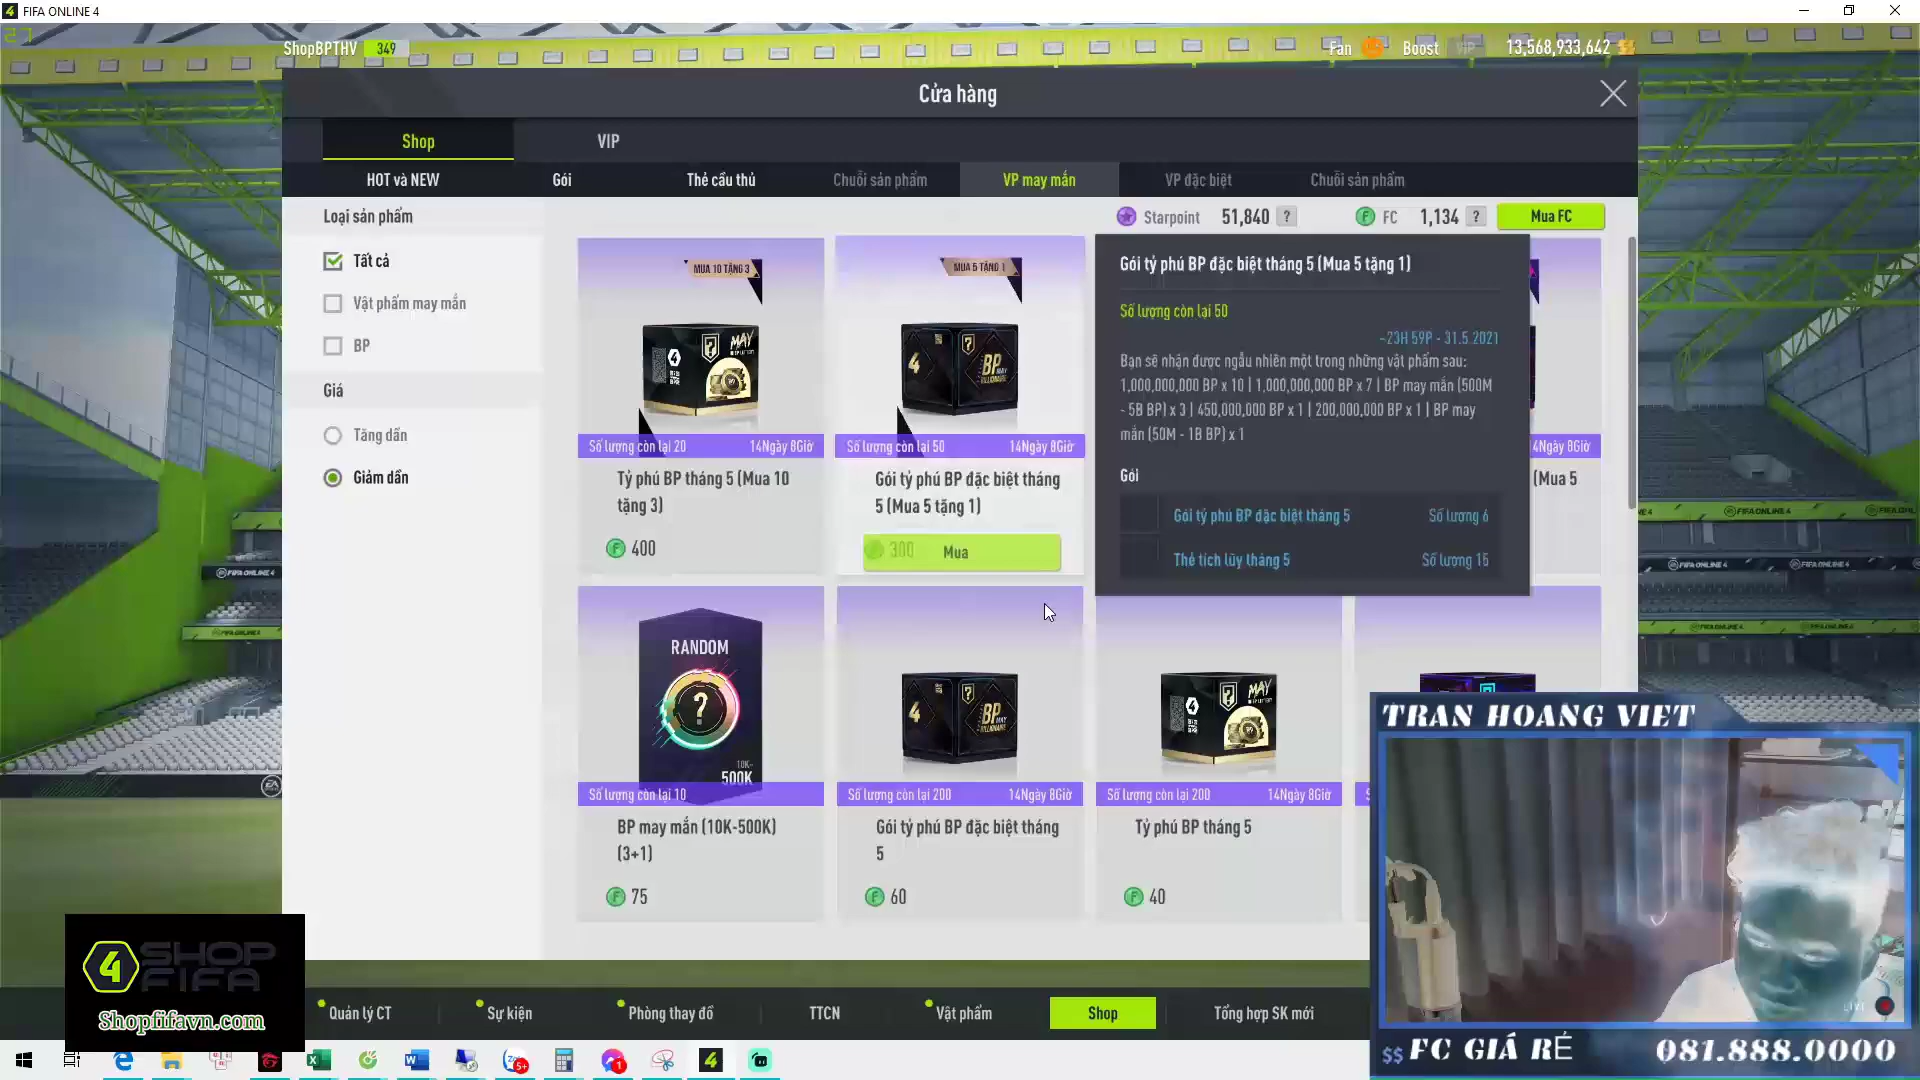 FIFA ONLINE 4
27
ShopBPTHV 349
Fan
Boost VIP 13,568,933,642
Cửa hàng
Shop
VIP
HOT và NEW
Gói
Thẻ cầu thủ
Chuỗi sản phẩm
VP may mắn
VP đặc biệt
Chuỗi sản phẩm
Loại sản phẩm
Tất cả
Vật phẩm may mắn
BP
Giá
Tăng dần
Giảm dần
Starpoint 51,840 ?
FC 1,134 ?
Mua FC
MUA 10 TẶNG 3
MAY
Số lượng còn lại 20
14Ngày 8Giờ
Tỷ phú BP tháng 5 (Mua 10
tặng 3)
400
MUA 5 TẶNG 1
4 BP
Số lượng còn lại 50
14Ngày 8Giờ
Gói tỷ phú BP đặc biệt tháng
5 (Mua 5 tặng 1)
300 Mua
Gói tỷ phú BP đặc biệt tháng 5 (Mua 5 tặng 1)
Số lượng còn lại 50
~23H 59P - 31.5.2021
Bạn sẽ nhận được ngẫu nhiên một trong những vật phẩm sau:
1,000,000,000 BP x 10 | 1,000,000,000 BP x 7 | BP may mắn (500M
- 5B BP) x 3 | 450,000,000 BP x 1 | 200,000,000 BP x 1 | BP may
mắn (50M - 1B BP) x 1
Gói
Gói tỷ phú BP đặc biệt tháng 5
Số lượng 6
Thẻ tích lũy tháng 5
Số lượng 15
4Ngày 8Giờ
(Mua 5
RANDOM
?
10K-
500K
Số lượng còn lại 10
BP may mắn (10K-500K)
(3+1)
75
4 BP
Số lượng còn lại 200
14Ngày 8Giờ
Gói tỷ phú BP đặc biệt tháng
5
60
4 MAY
Số lượng còn lại 200
14Ngày 8Giờ
Tỷ phú BP tháng 5
40
TRAN HOANG VIET
LIVE
$$ FC GIÁ RẺ 081.888.0000
4 SHOP
FIFA
Shopfifavn.com
Quản lý CT
Sự kiện
Phòng thay đồ
TTCN
Vật phẩm
Shop
Tổng hợp SK mới